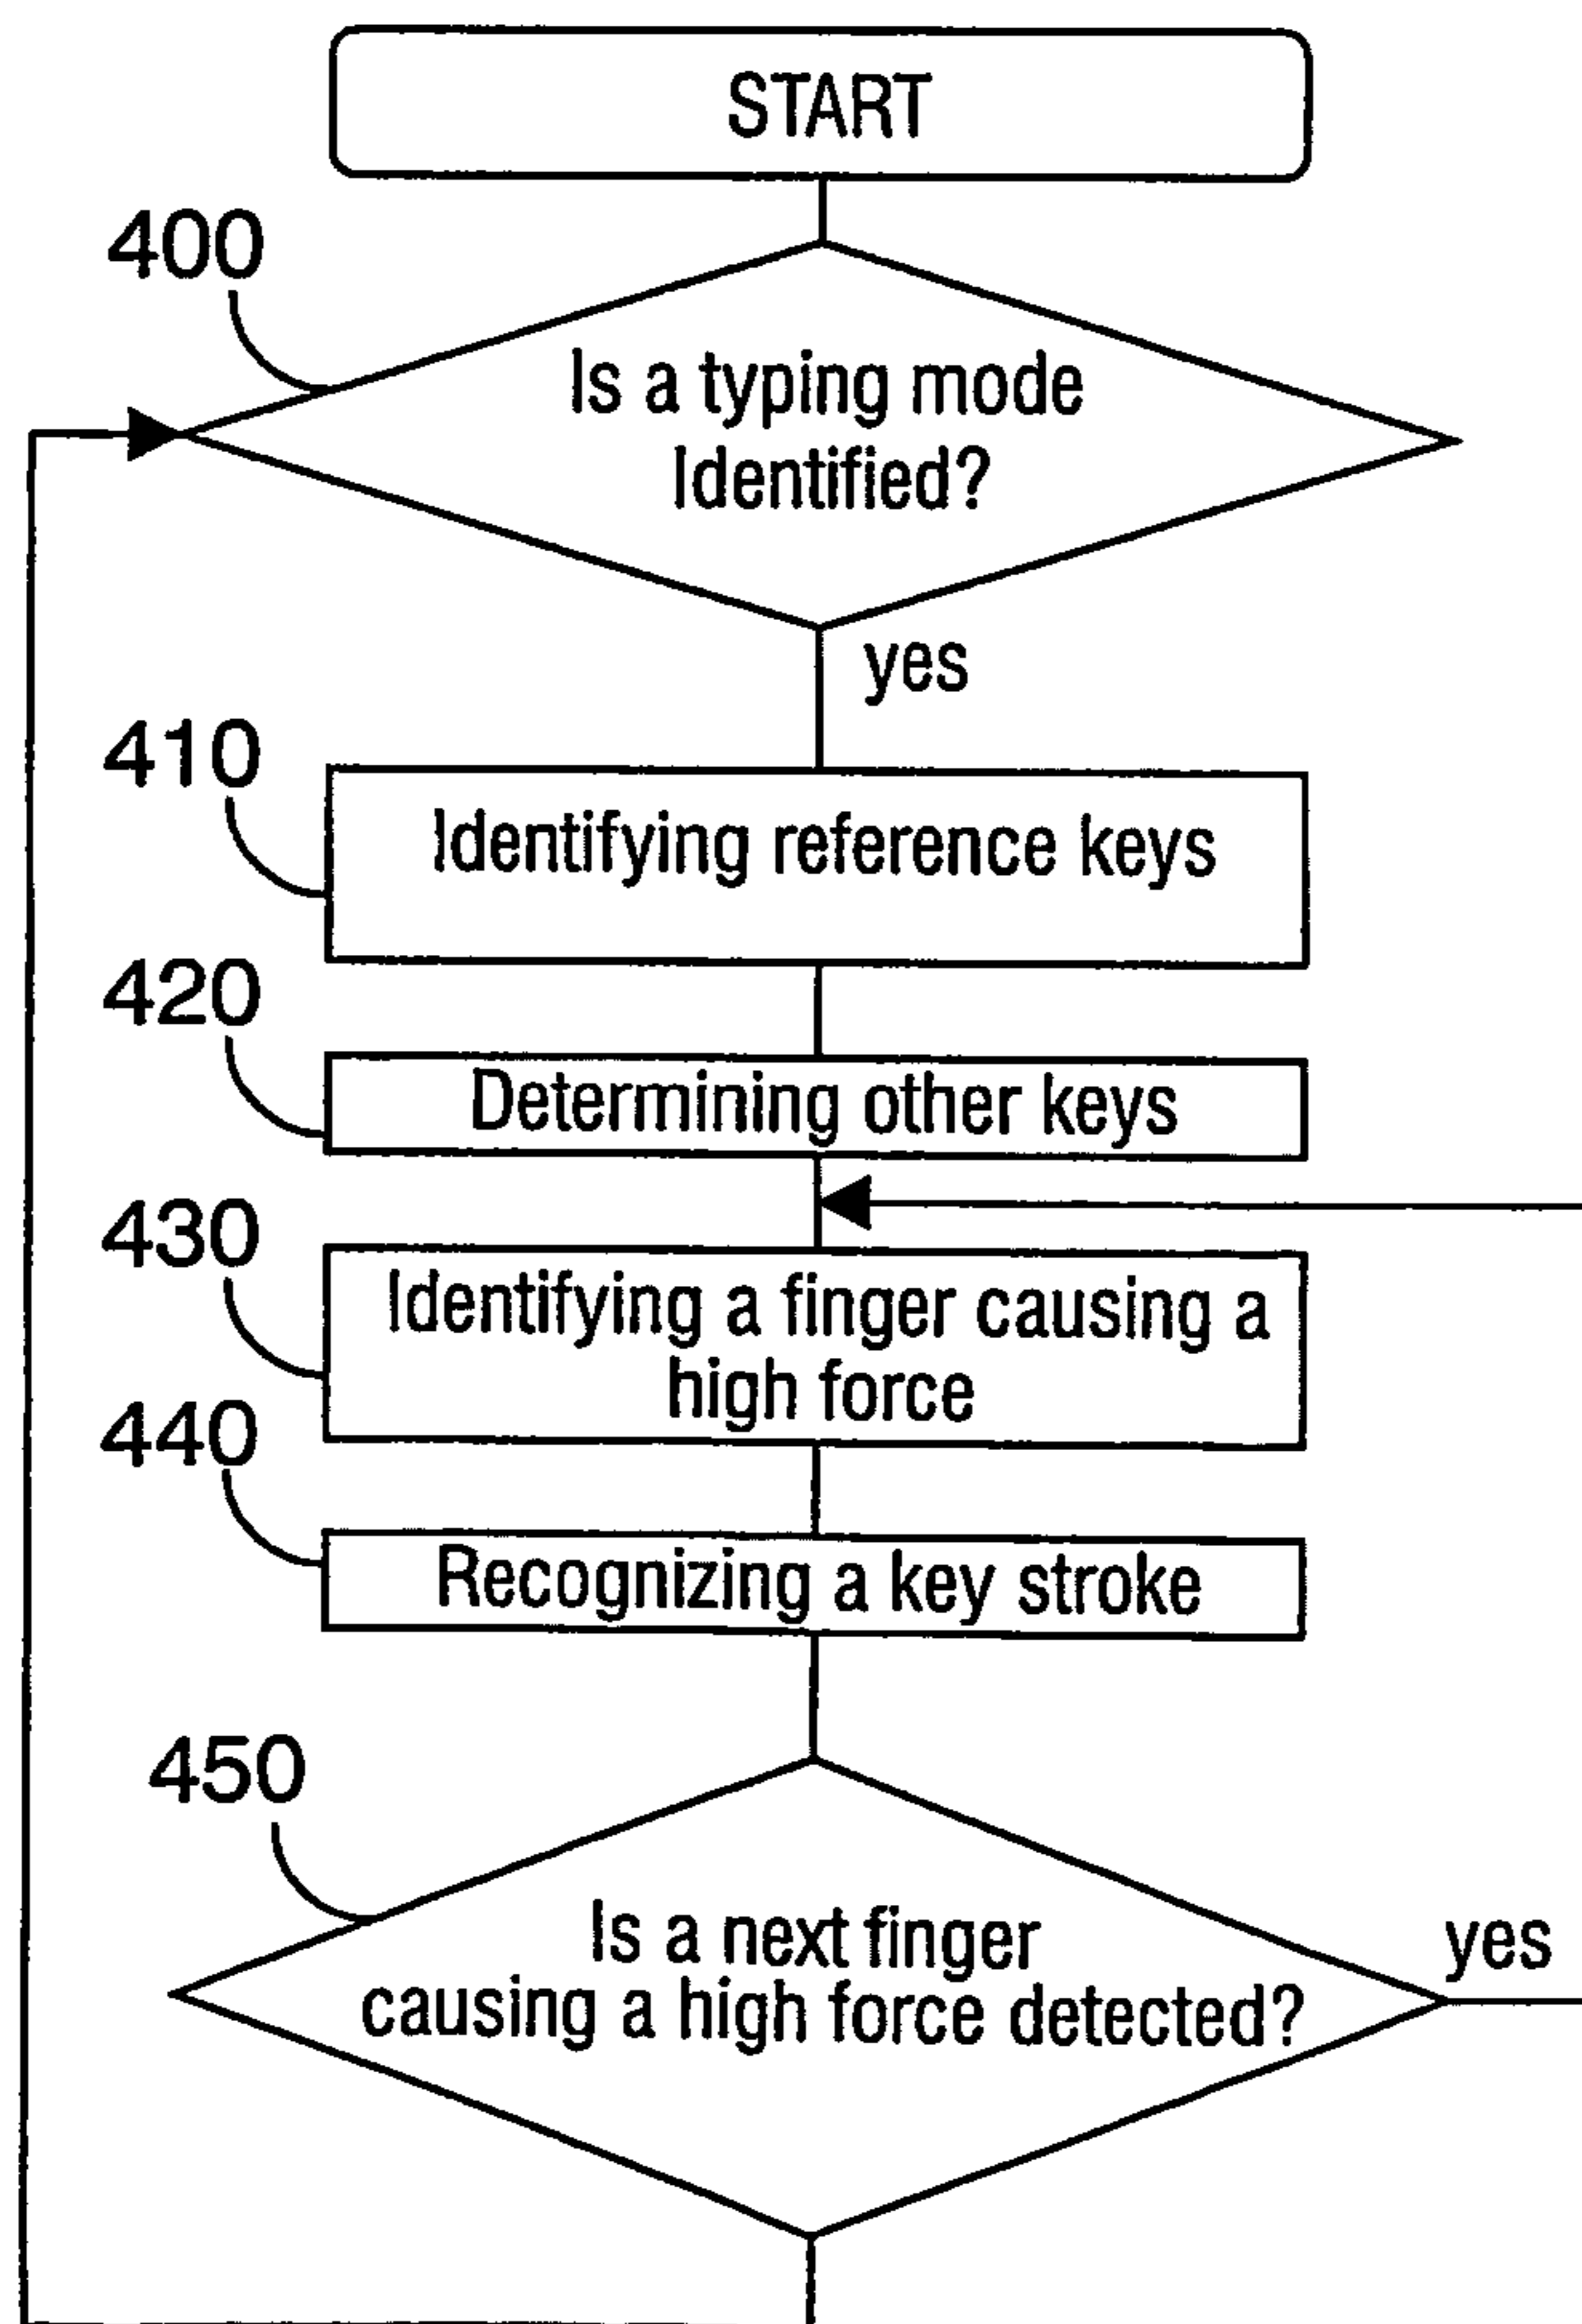 START
400
Is a typing mode
Identified?
yes
410
Identifying reference keys
420
Determining other keys
430
Identifying a finger causing a
high force
440
Recognizing a key stroke
450
Is a next finger
causing a high force detected?
yes